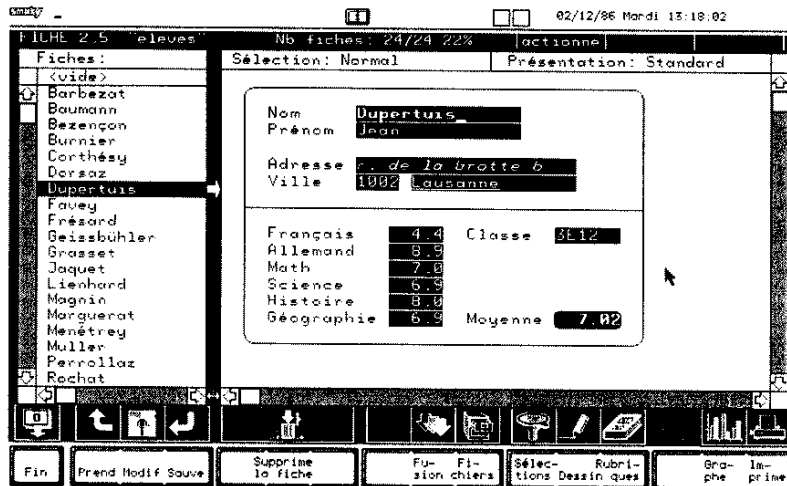 smaky _ 02/12/86 Mardi 13:18:02
FICHE 2.5 "eleves" Nb fiches: 24/24 22% actionne
Fiches: Sélection: Normal Présentation: Standard
<vide>
Barbezat
Baumann
Bezençon
Burnier
Corthésy
Dorsaz
Dupertuis
Favey
Frésard
Geissbühler
Grasset
Jaquet
Lienhard
Magnin
Marguerat
Menétrey
Muller
Perrollaz
Rochat
Nom Dupertuis_
Prénom Jean
Adresse r. de la Grotte 6
Ville 1002 Lausanne
Français 4.4 Classe 3E12
Allemand 8.9
Math 7.0
Science 6.9
Histoire 8.0
Géographie 6.9 Moyenne 7.02
Fin Prend Modif Sauve Supprime la fiche Fu- sion Fi- chiers Sélec- tions Dessin Rubri- ques Gra- phe Im- prime